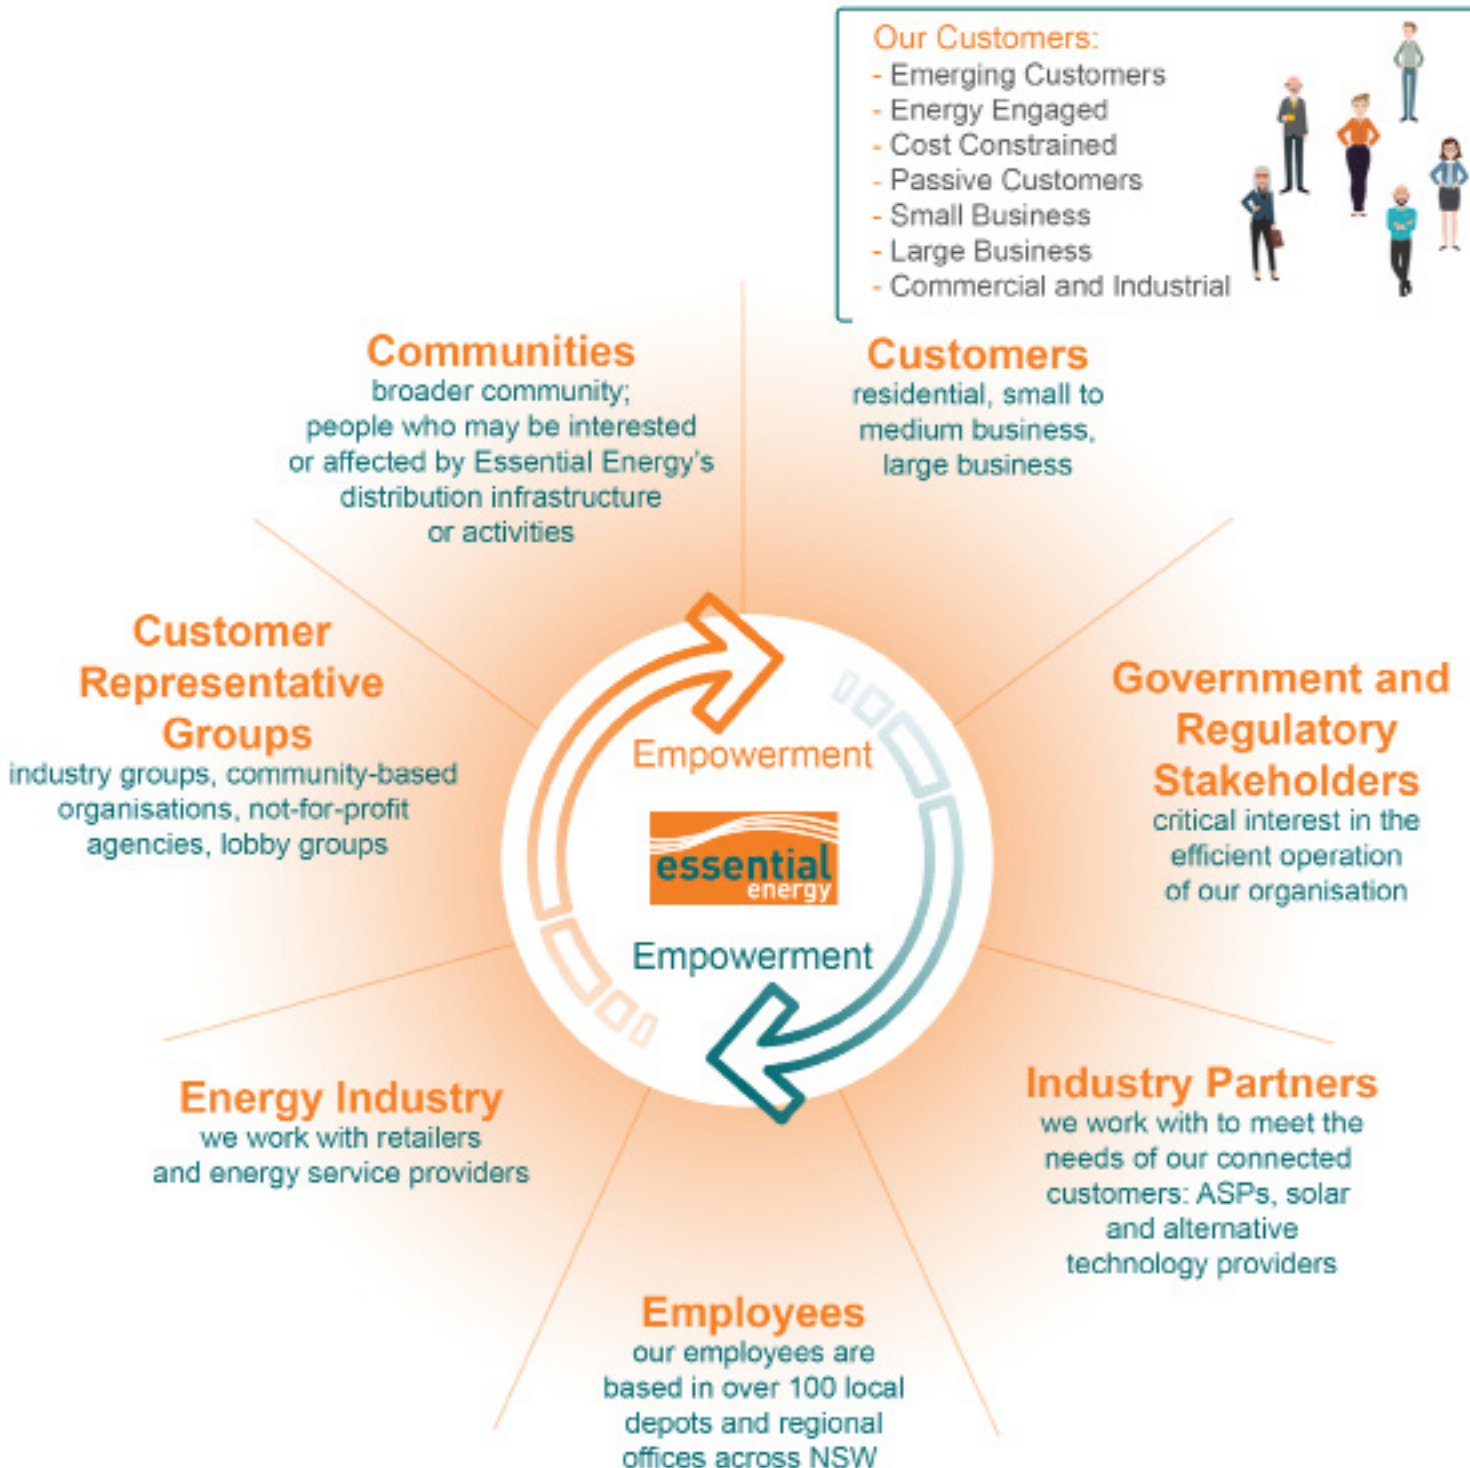 Our Customers:
- Emerging Customers
- Energy Engaged
- Cost Constrained
- Passive Customers
- Small Business
- Large Business
- Commercial and Industrial
Communities
broader community;
people who may be interested
or affected by Essential Energy's
distribution infrastructure
or activities
Customers
residential, small to
medium business,
large business
Customer
Representative
Groups
industry groups, community-based
organisations, not-for-profit
agencies, lobby groups
Government and
Regulatory
Stakeholders
critical interest in the
efficient operation
of our organisation
Empowerment
essential
energy
Empowerment
Energy Industry
we work with retailers
and energy service providers
Industry Partners
we work with to meet the
needs of our connected
customers: ASPs, solar
and alternative
technology providers
Employees
our employees are
based in over 100 local
depots and regional
offices across NSW